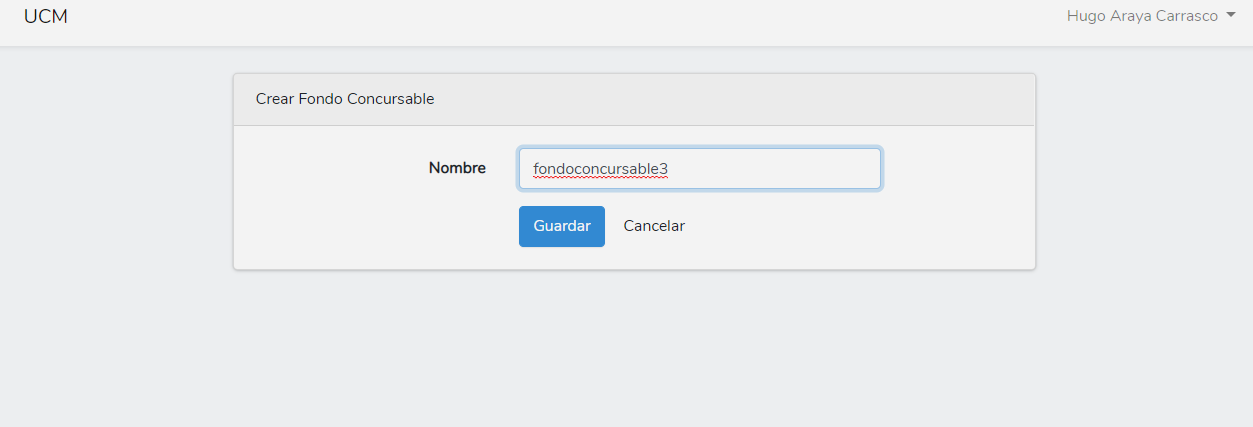 UCM
Hugo Araya Carrasco
Crear Fondo Concursable
Nombre
fondoconcursable3
Guardar
Cancelar